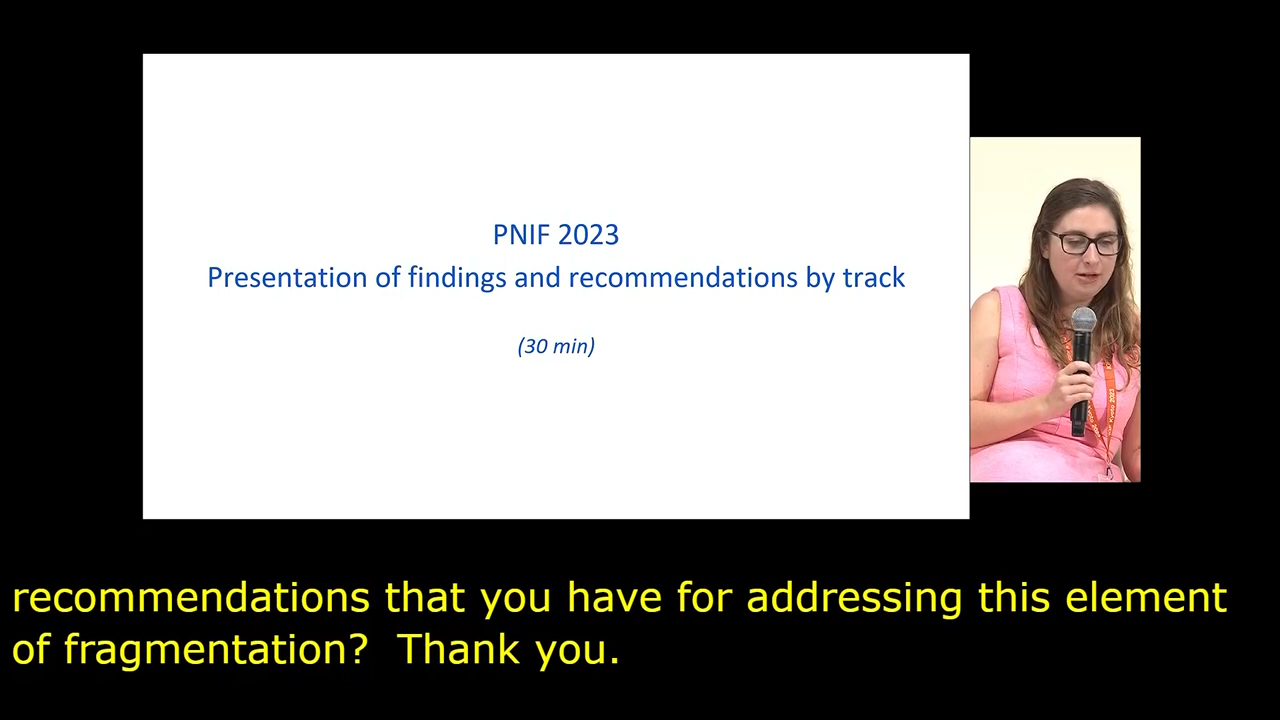 PNIF 2023
Presentation of findings and recommendations by track
(30 min)
recommendations that you have for addressing this element
of fragmentation?  Thank you.